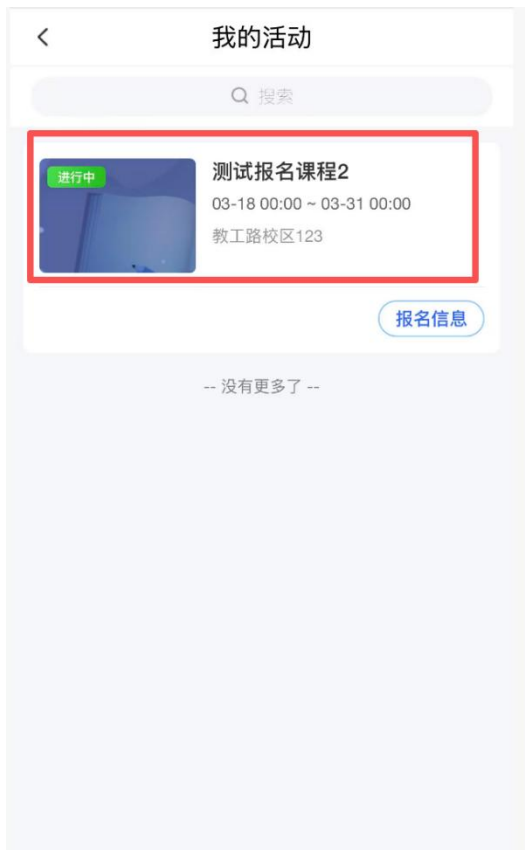 我的活动
搜索
进行中
测试报名课程2
03-18 00:00 ~ 03-31 00:00
教工路校区123
报名信息
-- 没有更多了 --